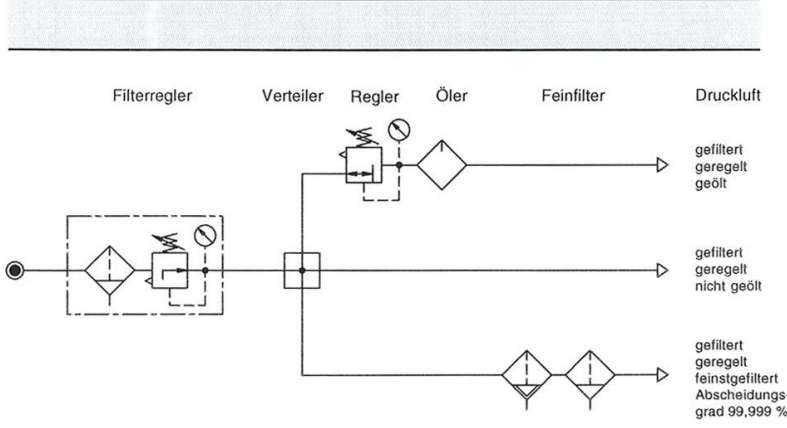 Filterregler Verteiler Regler Öler Feinfilter Druckluft
gefiltert
geregelt
geölt
gefiltert
geregelt
nicht geölt
gefiltert
geregelt
feinstgefiltert
Abscheidungs-
grad 99,999 %